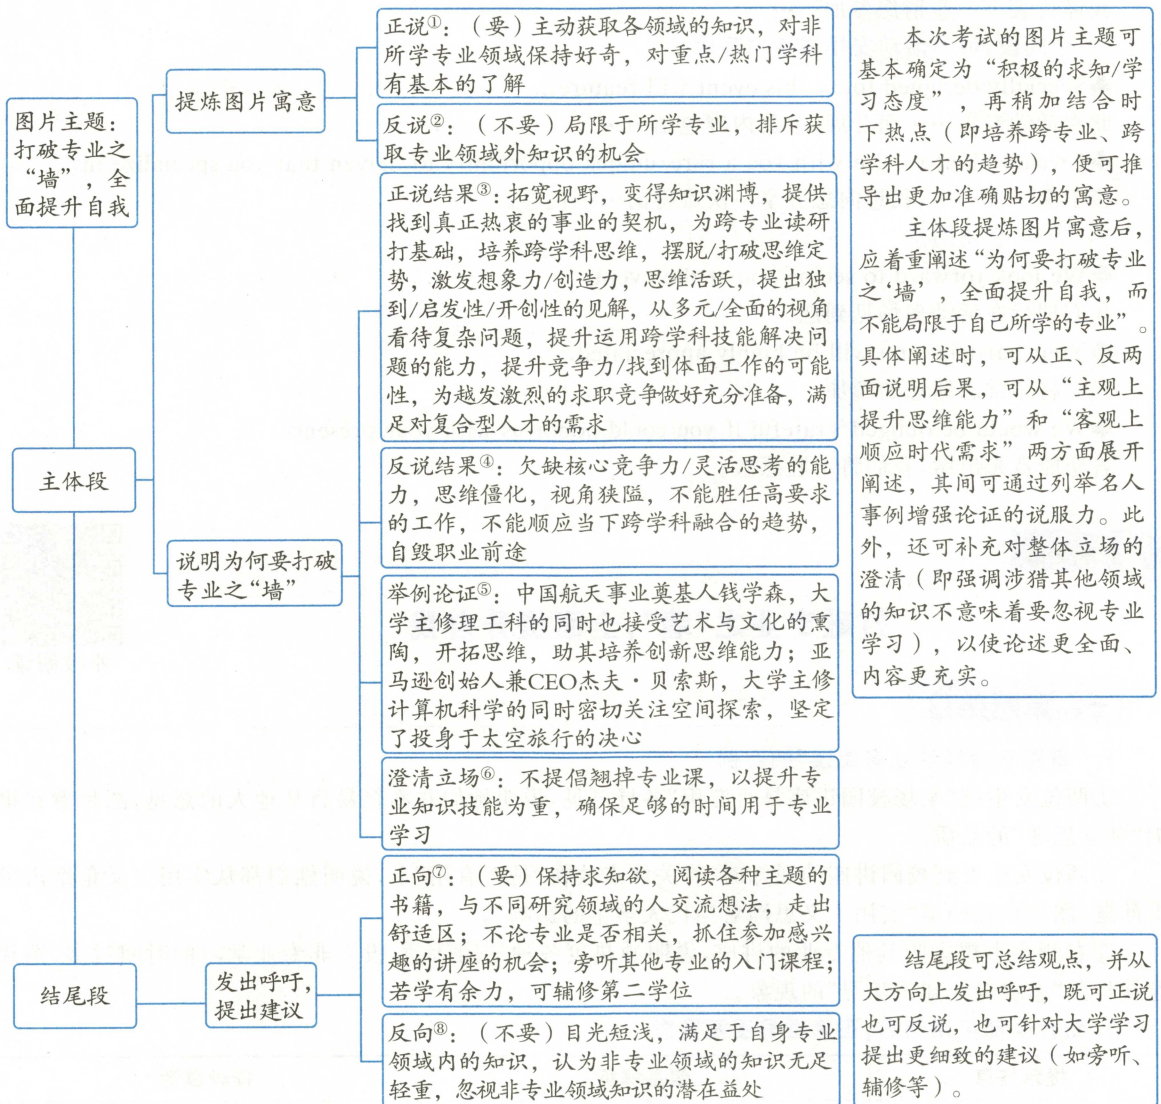 图片主题：
打破专业之
“墙”，全
面提升自我
主体段
结尾段
提炼图片寓意
说明为何要打破
专业之“墙”
发出呼吁，
提出建议
正说①：（要）主动获取各领域的知识，对非
所学专业领域保持好奇，对重点/热门学科
有基本的了解
反说②：（不要）局限于所学专业，排斥获
取专业领域外知识的机会
正说结果③：拓宽视野，变得知识渊博，提供
找到真正热衷的事业的契机，为跨专业读研
打基础，培养跨学科思维，摆脱/打破思维定
势，激发想象力/创造力，思维活跃，提出独
到/启发性/开创性的见解，从多元/全面的视角
看待复杂问题，提升运用跨学科技能解决问
题的能力，提升竞争力/找到体面工作的可能
性，为越发激烈的求职竞争做好充分准备，满
足对复合型人才的需求
反说结果④：欠缺核心竞争力/灵活思考的能
力，思维僵化，视角狭隘，不能胜任高要求
的工作，不能顺应当下跨学科融合的趋势，
自毁职业前途
举例论证⑤：中国航天事业奠基人钱学森，大
学主修理工科的同时也接受艺术与文化的熏
陶，开拓思维，助其培养创新思维能力；亚
马逊创始人兼CEO杰夫·贝索斯，大学主修
计算机科学的同时密切关注空间探索，坚定
了投身于太空旅行的决心
澄清立场⑥：不提倡翘掉专业课，以提升专
业知识技能为重，确保足够的时间用于专业
学习
正向⑦：（要）保持求知欲，阅读各种主题的
书籍，与不同研究领域的人交流想法，走出
舒适区；不论专业是否相关，抓住参加感兴
趣的讲座的机会；旁听其他专业的入门课程；
若学有余力，可辅修第二学位
反向⑧：（不要）目光短浅，满足于自身专业
领域内的知识，认为非专业领域的知识无足
轻重，忽视非专业领域知识的潜在益处
本次考试的图片主题可
基本确定为“积极的求知/学
习态度”，再稍加结合时
下热点（即培养跨专业、跨
学科人才的趋势），便可推
导出更加准确贴切的寓意。
主体段提炼图片寓意后，
应着重阐述“为何要打破专业
之‘墙’，全面提升自我，而
不能局限于自己所学的专业”。
具体阐述时，可从正、反两
面说明后果，可从“主观上
提升思维能力”和“客观上
顺应时代需求”两方面展开
阐述，其间可通过列举名人
事例增强论证的说服力。此
外，还可补充对整体立场的
澄清（即强调涉猎其他领域
的知识不意味着要忽视专业
学习），以使论述更全面、
内容更充实。
结尾段可总结观点，并从
大方向上发出呼吁，既可正说
也可反说，也可针对大学学习
提出更细致的建议（如旁听、
辅修等）。